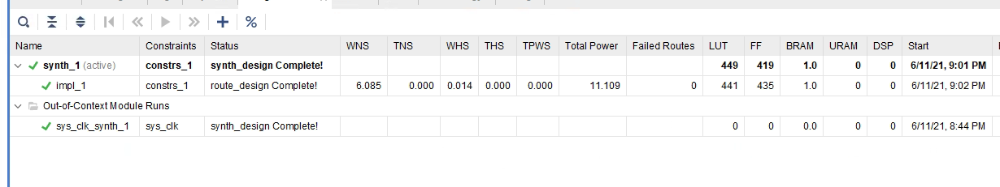 Name Constraints Status WNS TNS WHS THS TPWS Total Power Failed Routes LUT FF BRAM URAM DSP Start
synth_1 (active) constrs_1 synth_design Complete! 449 419 1.0 0 0 6/11/21, 9:01 PM
impl_1 constrs_1 route_design Complete! 6.085 0.000 0.014 0.000 0.000 11.109 0 441 435 1.0 0 0 6/11/21, 9:02 PM
Out-of-Context Module Runs
sys_clk_synth_1 sys_clk synth_design Complete! 0 0 0.0 0 0 6/11/21, 8:44 PM